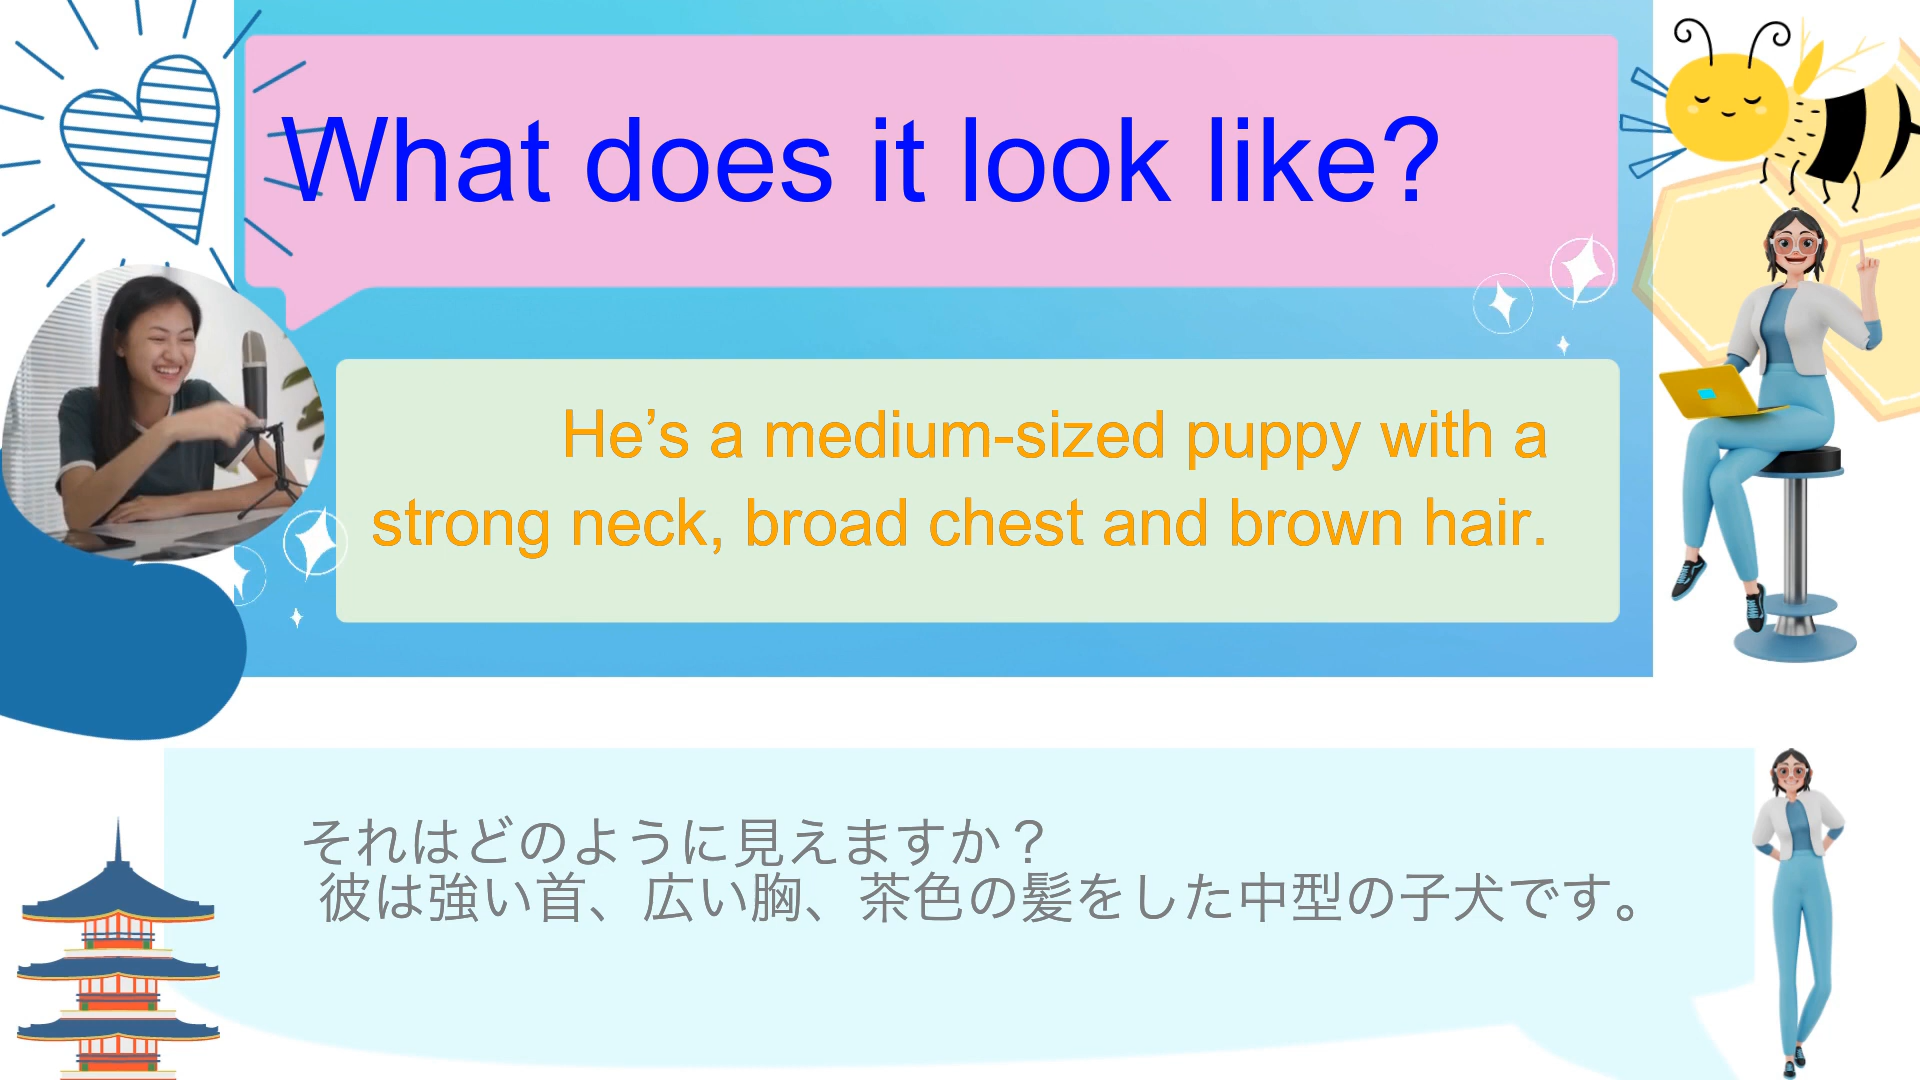 What does it look like?
He’s a medium-sized puppy with a
strong neck, broad chest and brown hair.
それはどのように見えますか？
彼は強い首、広い胸、茶色の髪をした中型の子犬です。